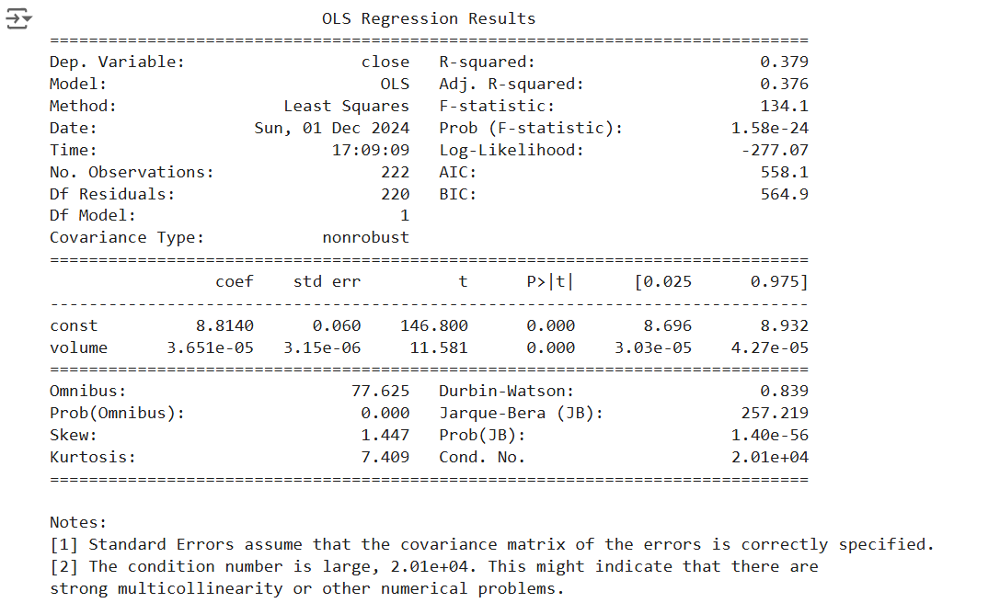 OLS Regression Results
==============================================================================
Dep. Variable:                  close   R-squared:                       0.379
Model:                            OLS   Adj. R-squared:                  0.376
Method:                 Least Squares   F-statistic:                     134.1
Date:                Sun, 01 Dec 2024   Prob (F-statistic):           1.58e-24
Time:                        17:09:09   Log-Likelihood:                -277.07
No. Observations:                 222   AIC:                             558.1
Df Residuals:                     220   BIC:                             564.9
Df Model:                           1
Covariance Type:            nonrobust
==============================================================================
                 coef    std err          t      P>|t|      [0.025      0.975]
------------------------------------------------------------------------------
const          8.8140      0.060    146.800      0.000       8.696       8.932
volume      3.651e-05   3.15e-06     11.581      0.000    3.03e-05    4.27e-05
==============================================================================
Omnibus:                       77.625   Durbin-Watson:                   0.839
Prob(Omnibus):                  0.000   Jarque-Bera (JB):              257.219
Skew:                           1.447   Prob(JB):                     1.40e-56
Kurtosis:                       7.409   Cond. No.                     2.01e+04
==============================================================================

Notes:
[1] Standard Errors assume that the covariance matrix of the errors is correctly specified.
[2] The condition number is large, 2.01e+04. This might indicate that there are
strong multicollinearity or other numerical problems.